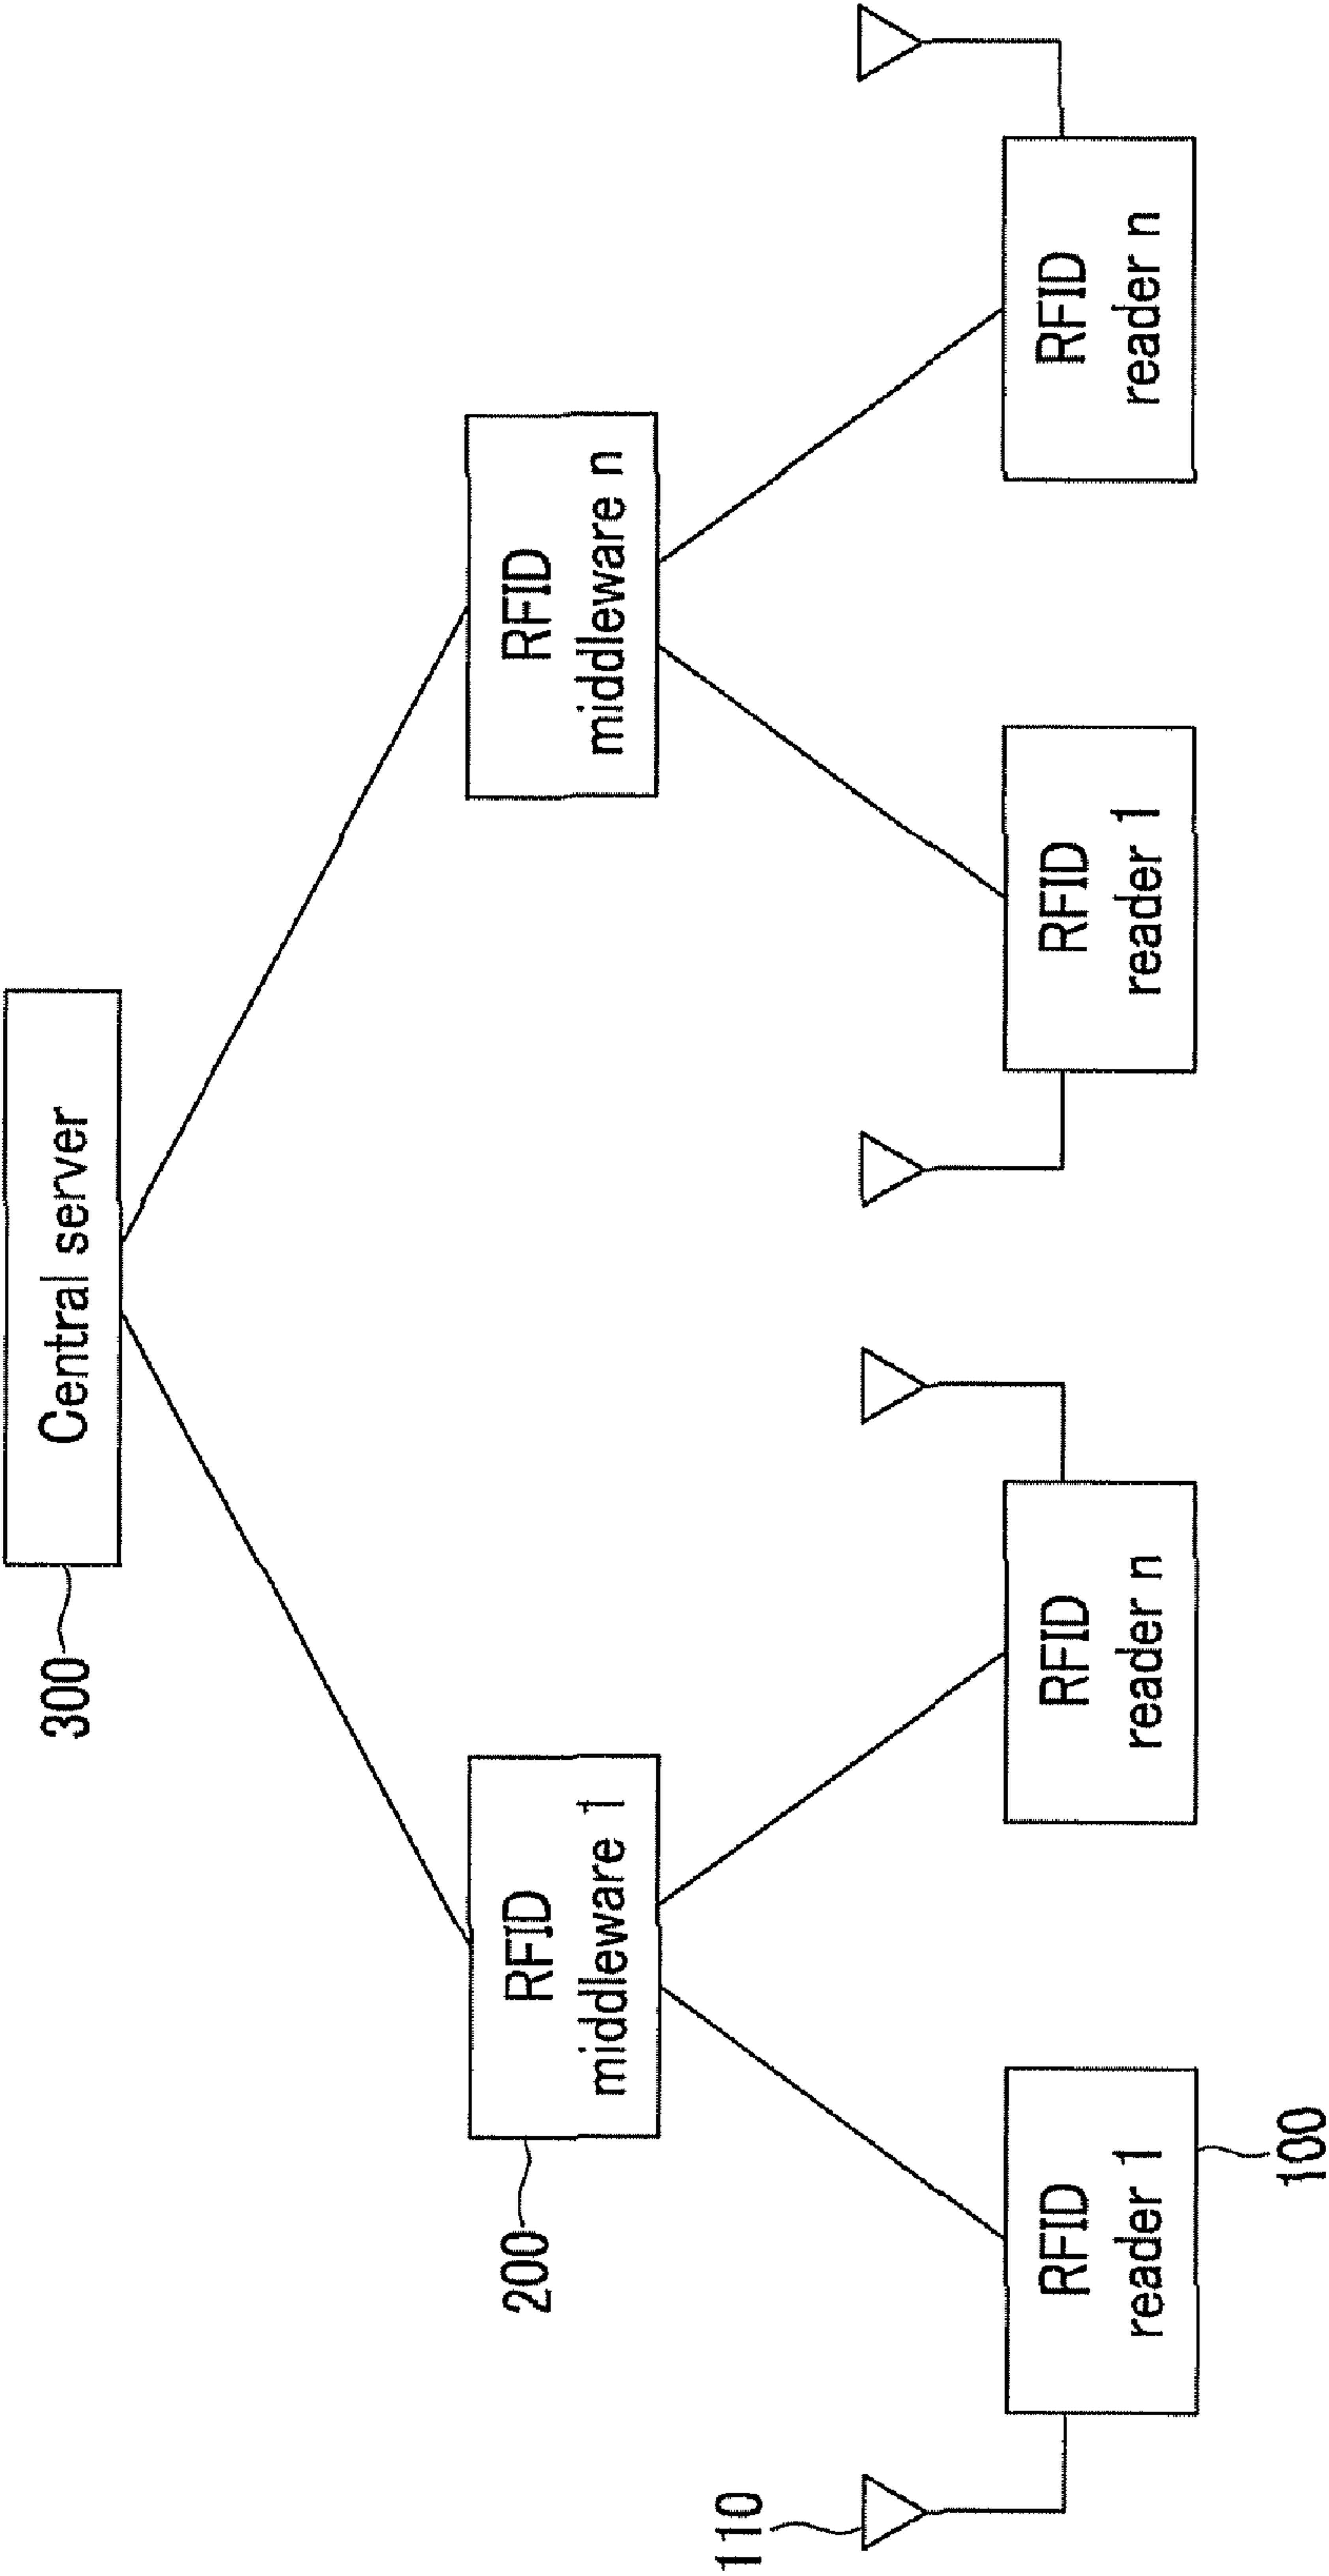 Central server
300
RFID
middleware 1
200
RFID
middleware n
110
RFID
reader 1
100
RFID
reader n
RFID
reader 1
RFID
reader n